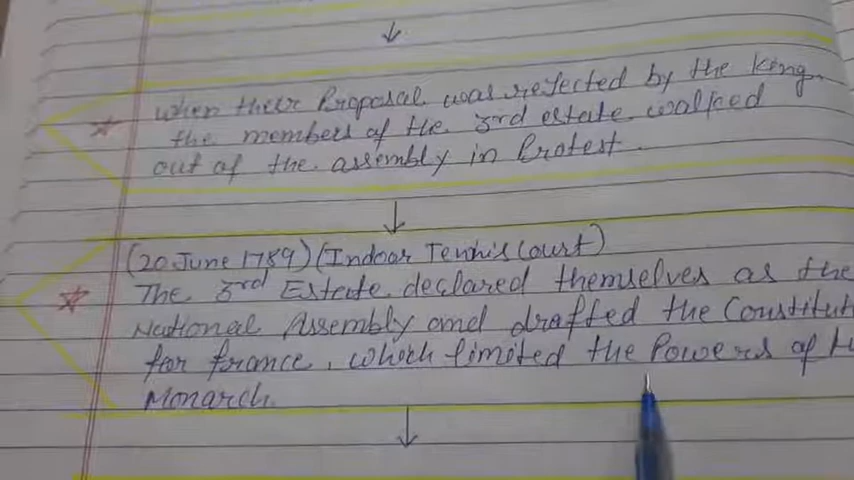 when their Proposal was rejected by the king
the members of the 3rd estate walked
out of the assembly in Protest.
(20 June 1789) (Indoor Tennis Court)
The 3rd Estate declared themselves as the
National Assembly and drafted the Constitut
for france, which limited the Powers of
Monarch.